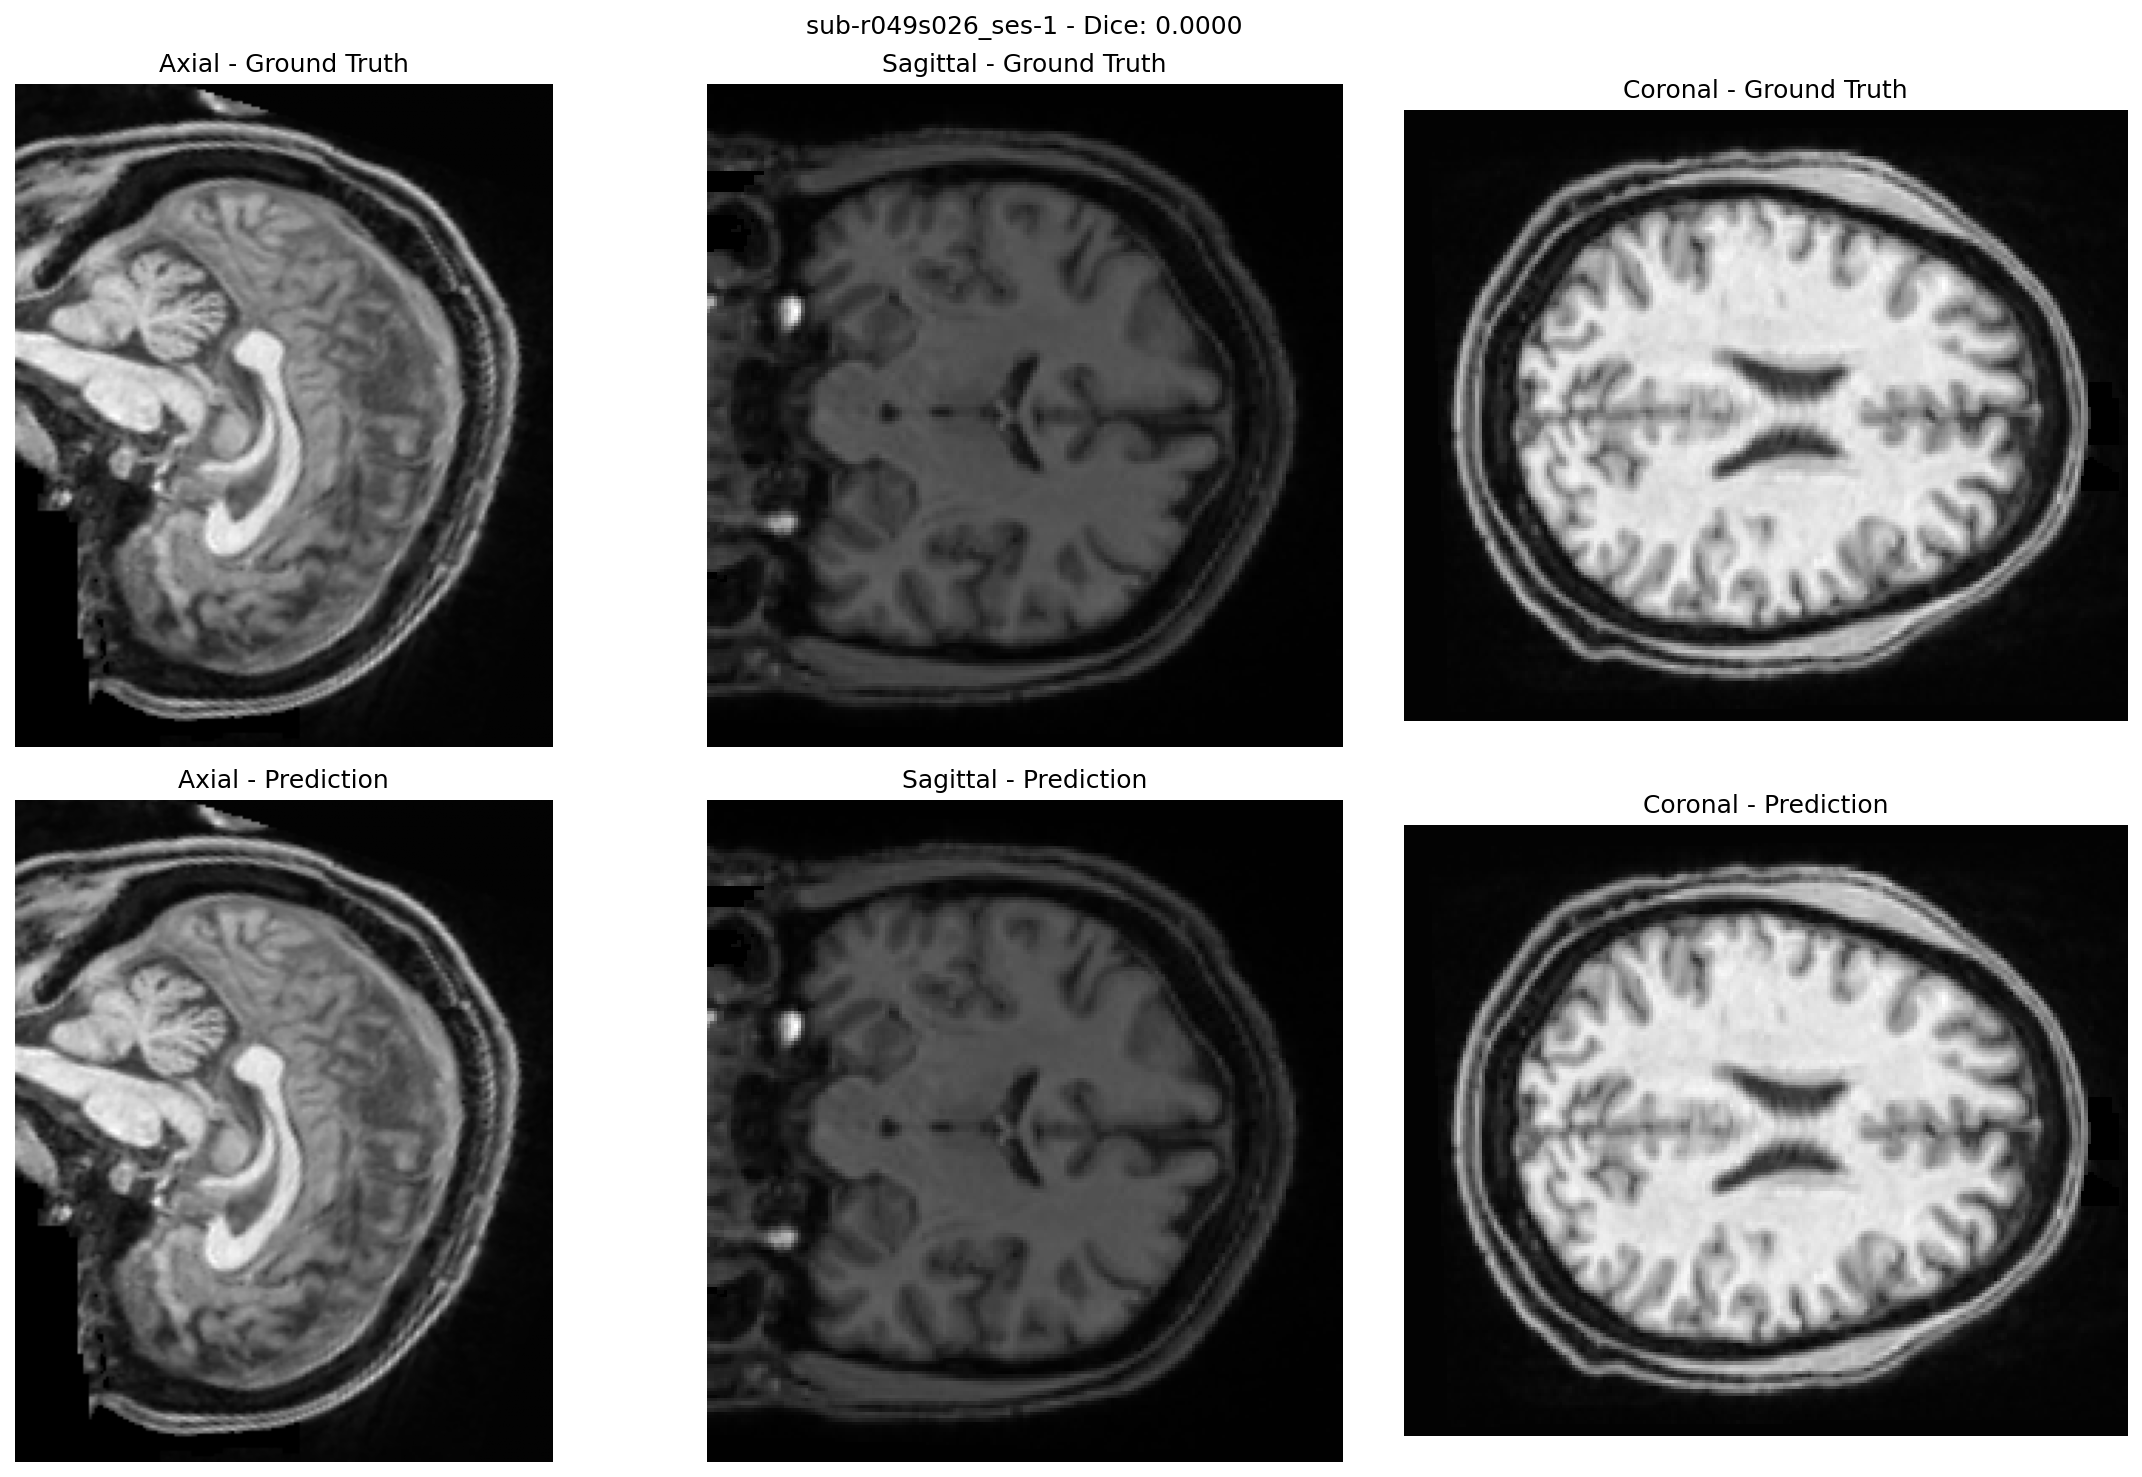 sub-r049s026_ses-1 - Dice: 0.0000
Axial - Ground Truth
Sagittal - Ground Truth
Coronal - Ground Truth
Axial - Prediction
Sagittal - Prediction
Coronal - Prediction